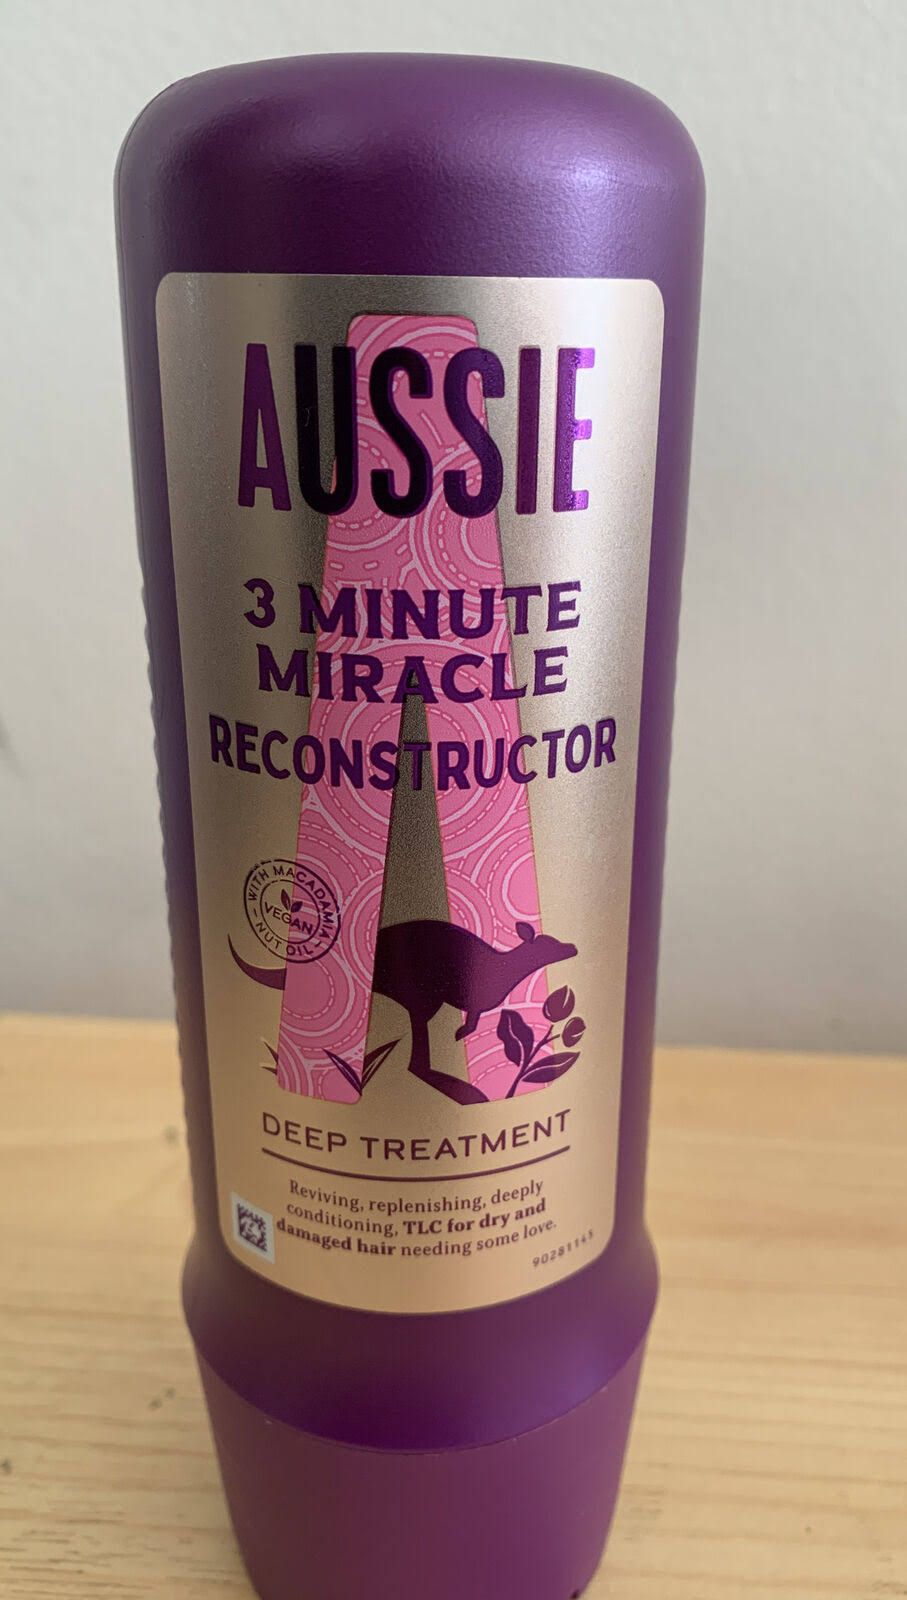 AUSSIE
3 MINUTE
MIRACLE
RECONSTRUCTOR
WITH MACADAMIA
VEGAN
NUT OIL
DEEP TREATMENT
Reviving, replenishing, deeply
conditioning, TLC for dry and
damaged hair needing some love.
90281145